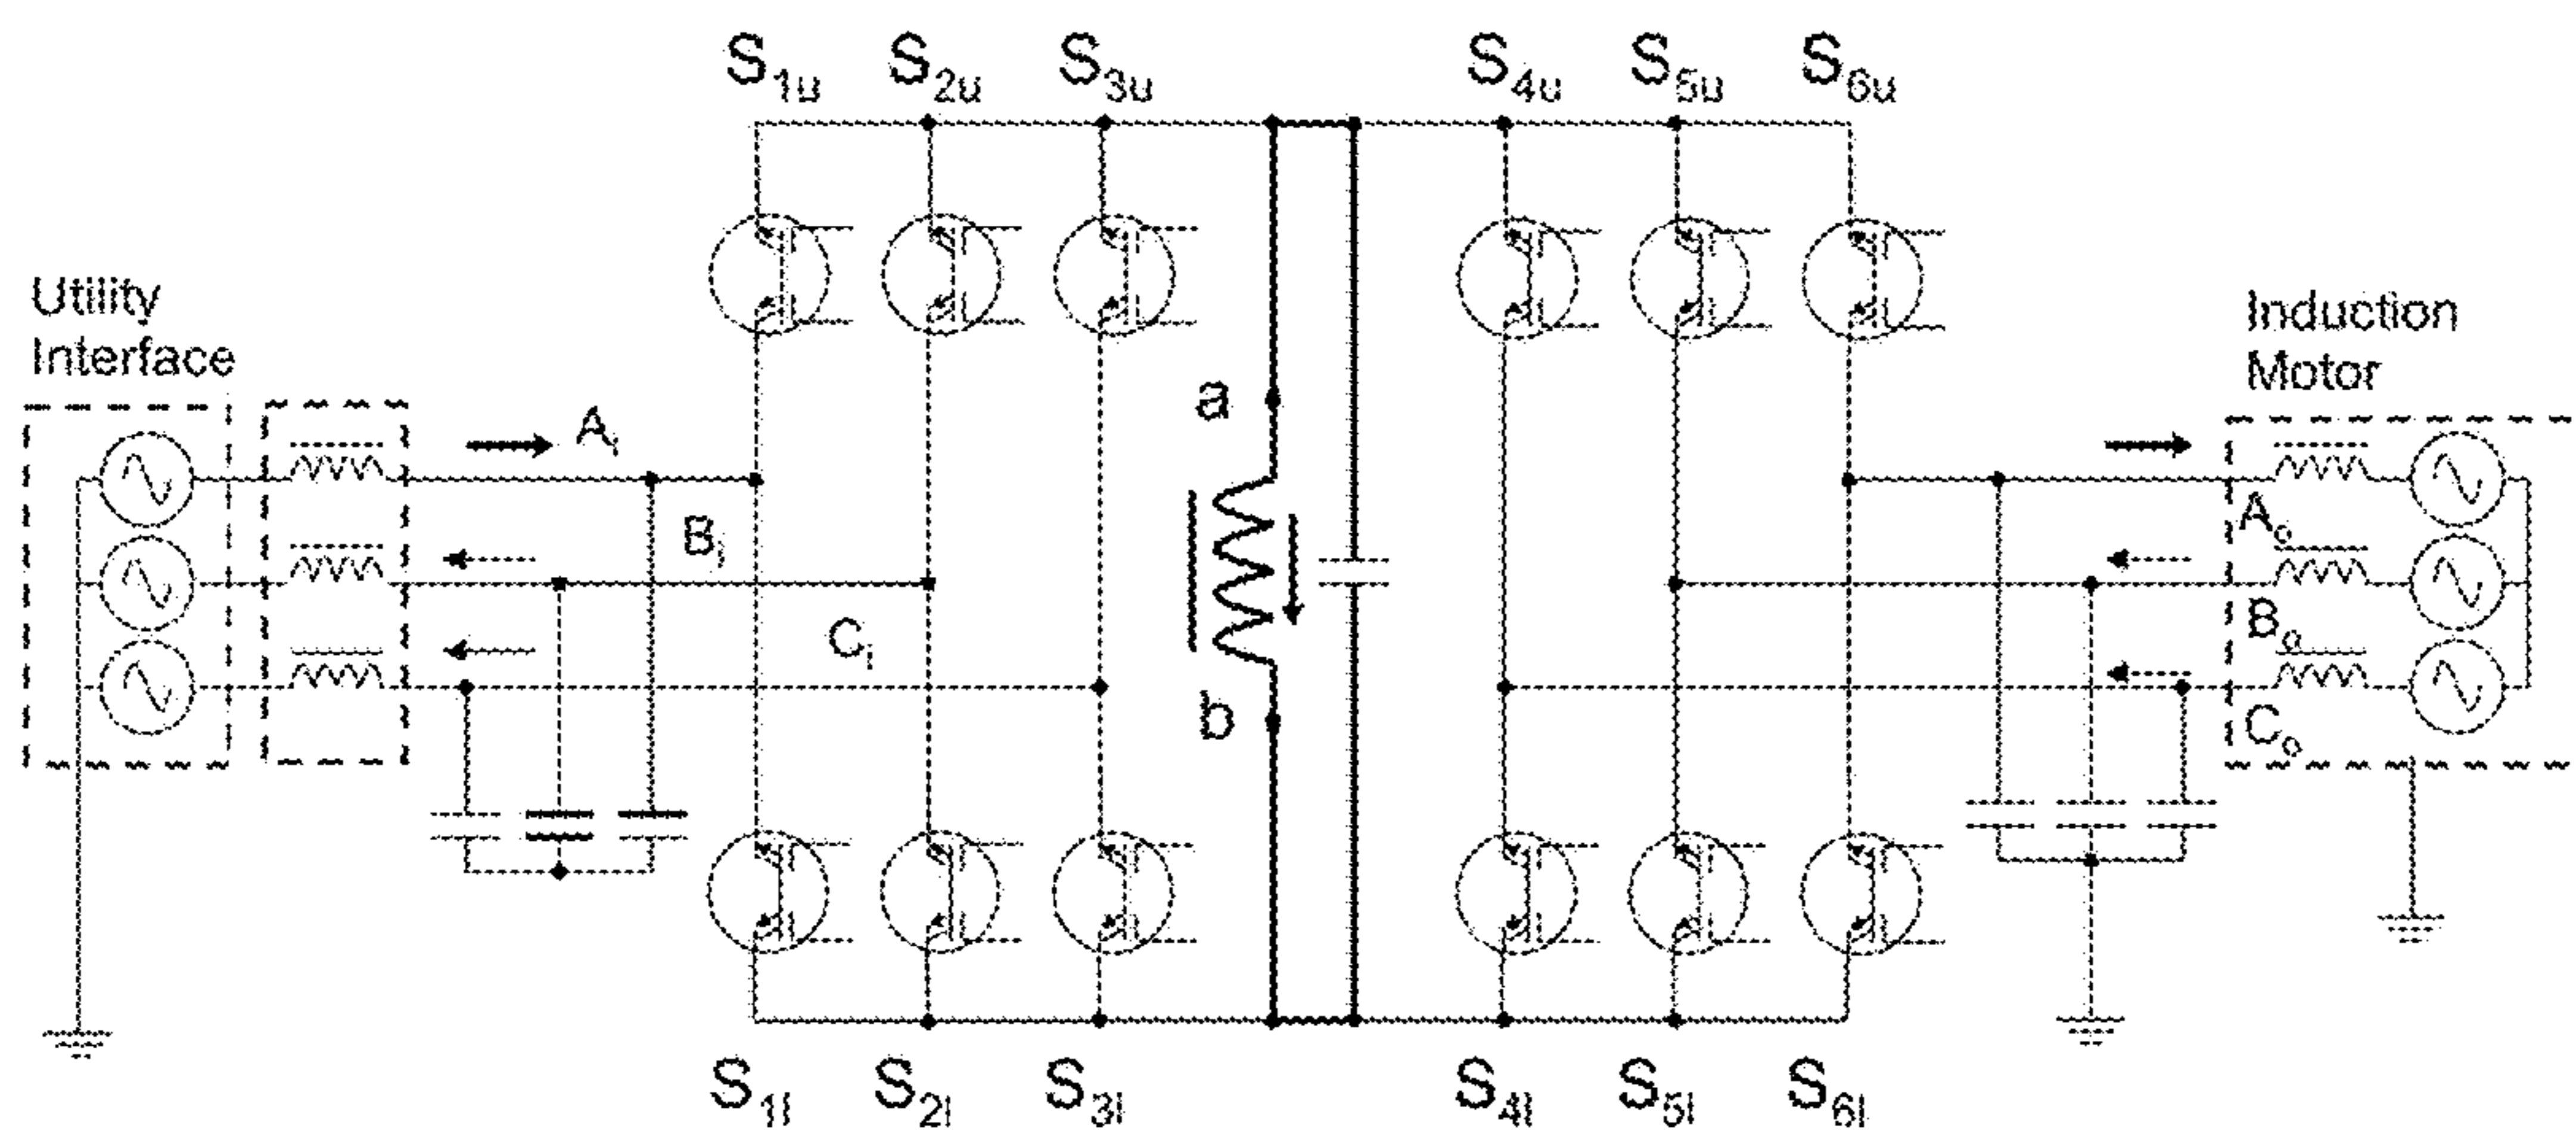 S1u S2u S3u S4u S5u S6u
Utility
Interface
Induction
Motor
Ai
Bi
Ci
a
b
Ao
Bo
Co
S1l S2l S3l S4l S5l S6l